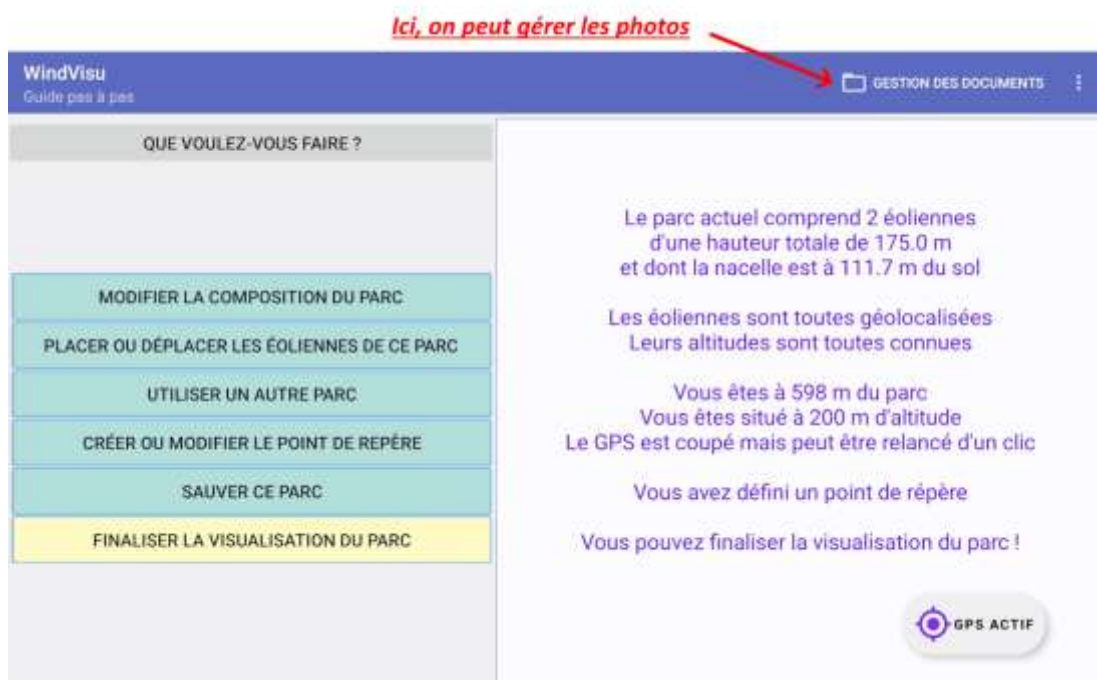 Ici, on peut gérer les photos
WindVisu
Guide pas à pas
GESTION DES DOCUMENTS
QUE VOULEZ-VOUS FAIRE ?
MODIFIER LA COMPOSITION DU PARC
PLACER OU DÉPLACER LES ÉOLIENNES DE CE PARC
UTILISER UN AUTRE PARC
CRÉER OU MODIFIER LE POINT DE REPÈRE
SAUVER CE PARC
FINALISER LA VISUALISATION DU PARC
Le parc actuel comprend 2 éoliennes
d'une hauteur totale de 175.0 m
et dont la nacelle est à 111.7 m du sol
Les éoliennes sont toutes géolocalisées
Leurs altitudes sont toutes connues
Vous êtes à 598 m du parc
Vous êtes situé à 200 m d'altitude
Le GPS est coupé mais peut être relancé d'un clic
Vous avez défini un point de répère
Vous pouvez finaliser la visualisation du parc !
GPS ACTIF